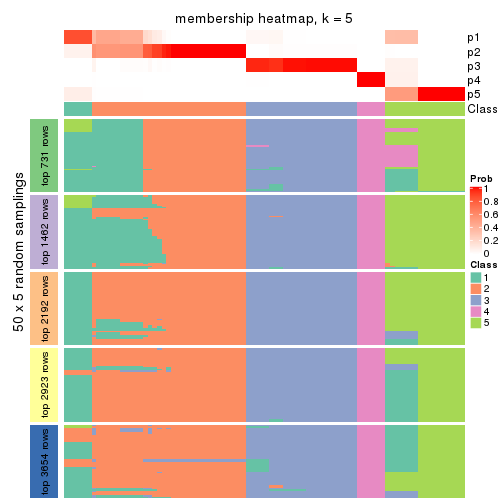 membership heatmap, k = 5
p1
p2
p3
p4
p5
Class
50 x 5 random samplings
top 731 rows
top 1462 rows
top 2192 rows
top 2923 rows
top 3654 rows
Prob
1
0.8
0.6
0.4
0.2
0
Class
1
2
3
4
5